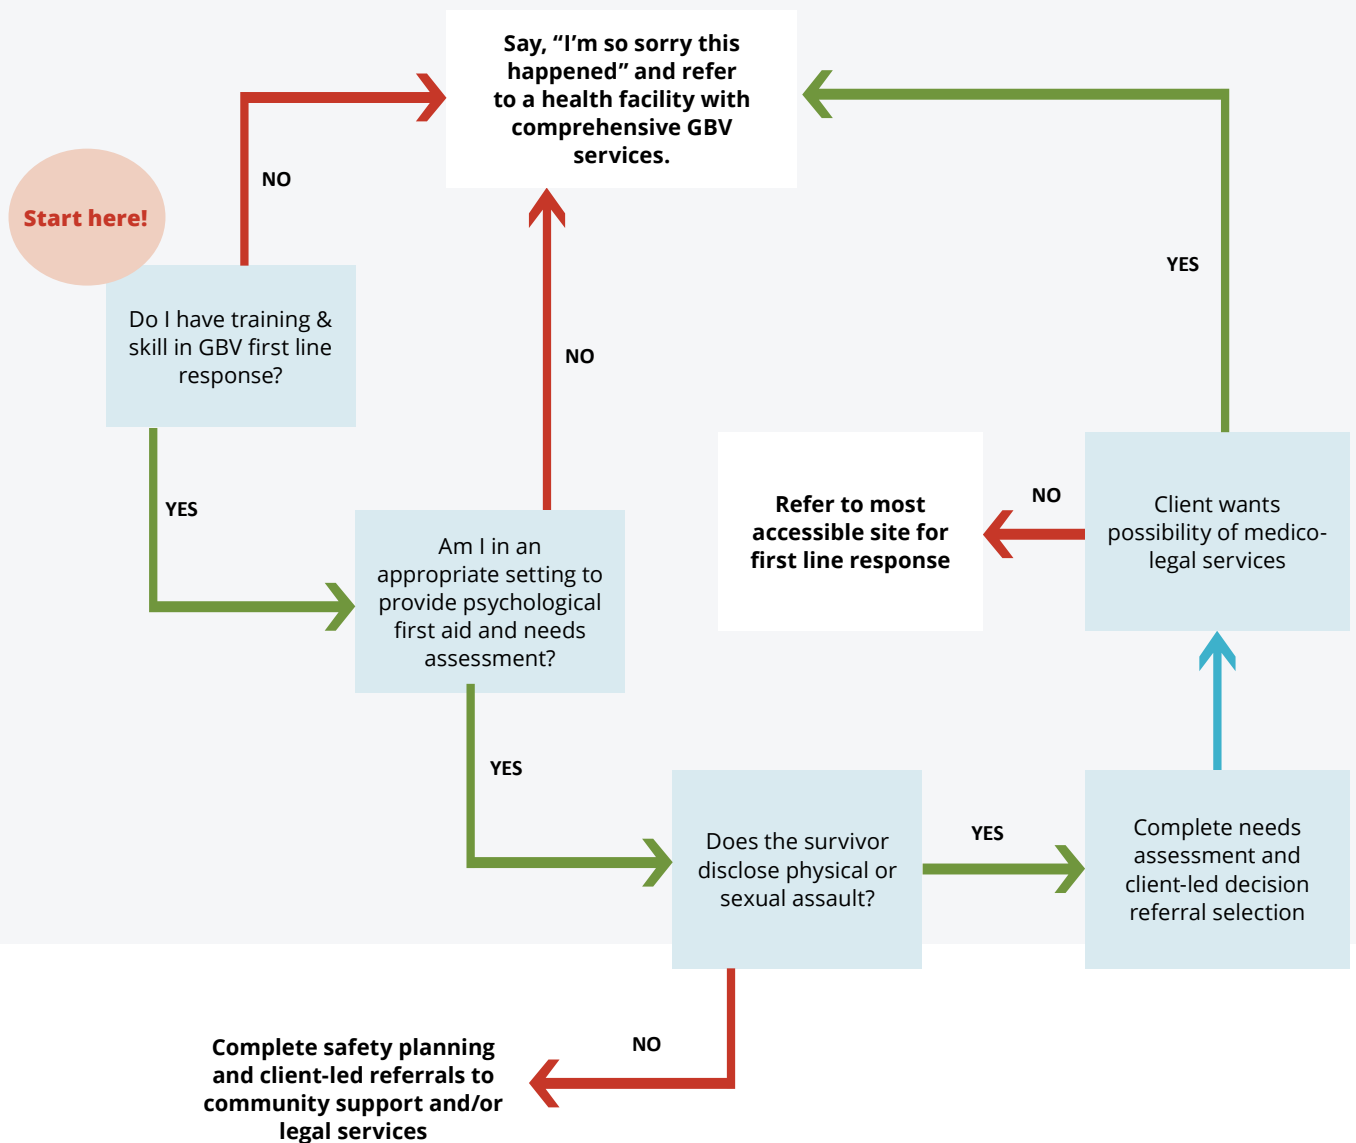 Say, “I’m so sorry this
happened” and refer
to a health facility with
comprehensive GBV
services.
NO
Start here!
YES
Do I have training &
skill in GBV first line
response?
NO
YES
Refer to most
accessible site for
first line response
NO
Client wants
possibility of medico-
legal services
Am I in an
appropriate setting to
provide psychological
first aid and needs
assessment?
YES
Does the survivor
disclose physical or
sexual assault?
YES
Complete needs
assessment and
client-led decision
referral selection
NO
Complete safety planning
and client-led referrals to
community support and/or
legal services